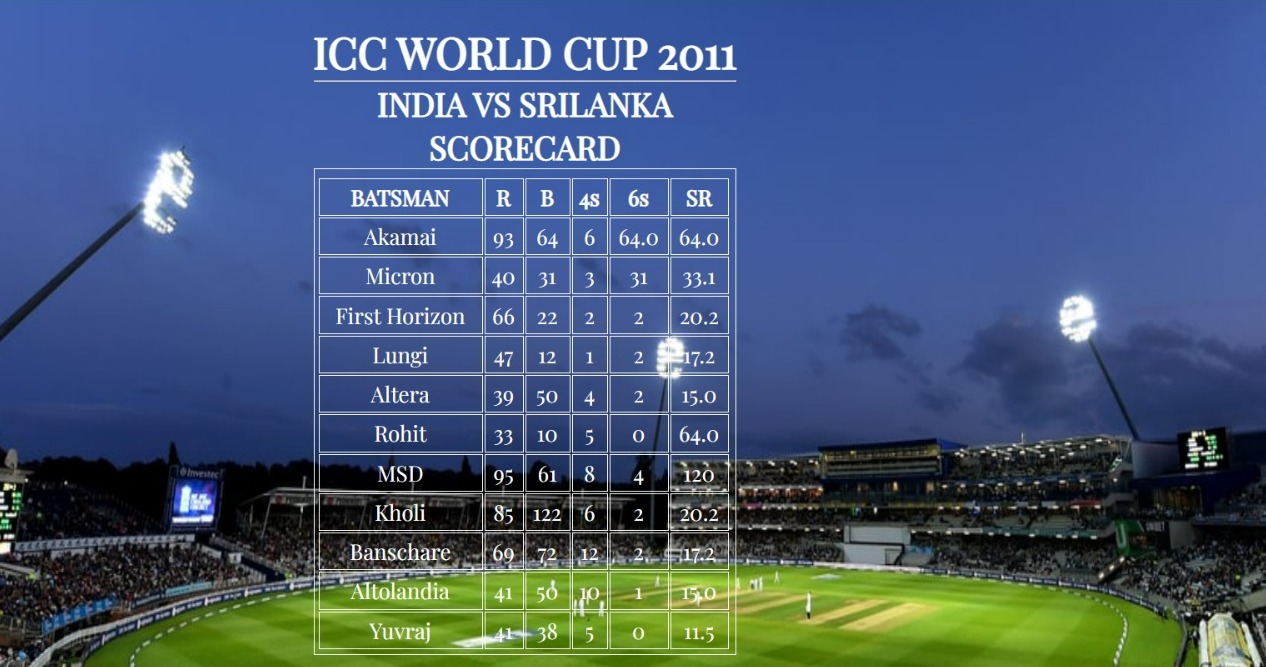 ICC WORLD CUP 2011
INDIA VS SRILANKA
SCORECARD
BATSMAN R B 4s 6s SR
Akamai 93 64 6 64.0 64.0
Micron 40 31 3 31 33.1
First Horizon 66 22 2 2 20.2
Lungi 47 12 1 2 17.2
Altera 39 50 4 2 15.0
Rohit 33 10 5 0 64.0
MSD 95 61 8 4 120
Kholi 85 122 6 2 20.2
Banschare 69 72 12 2 17.2
Altolandia 41 50 10 1 15.0
Yuvraj 41 38 5 0 11.5
Investec